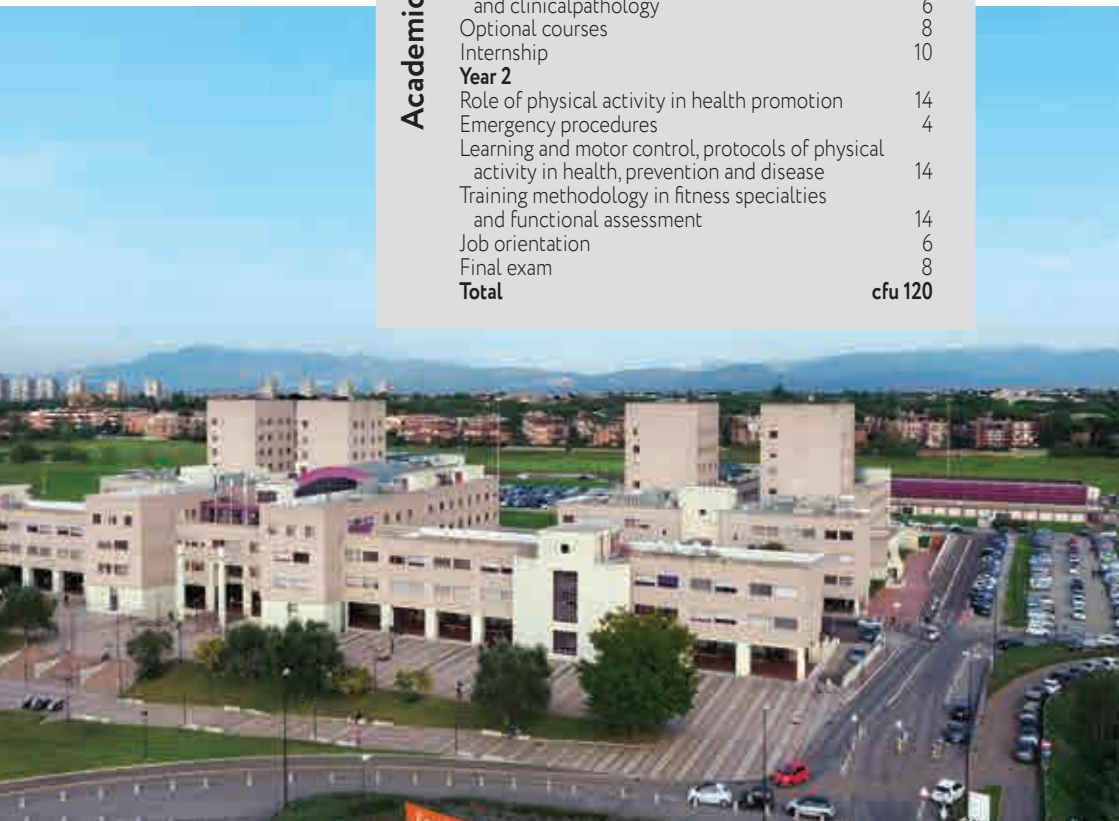 Academic
and clinicalpathology 6
Optional courses 8
Internship 10
Year 2
Role of physical activity in health promotion 14
Emergency procedures 4
Learning and motor control, protocols of physical
activity in health, prevention and disease 14
Training methodology in fitness specialties
and functional assessment 14
Job orientation 6
Final exam 8
Total cfu 120